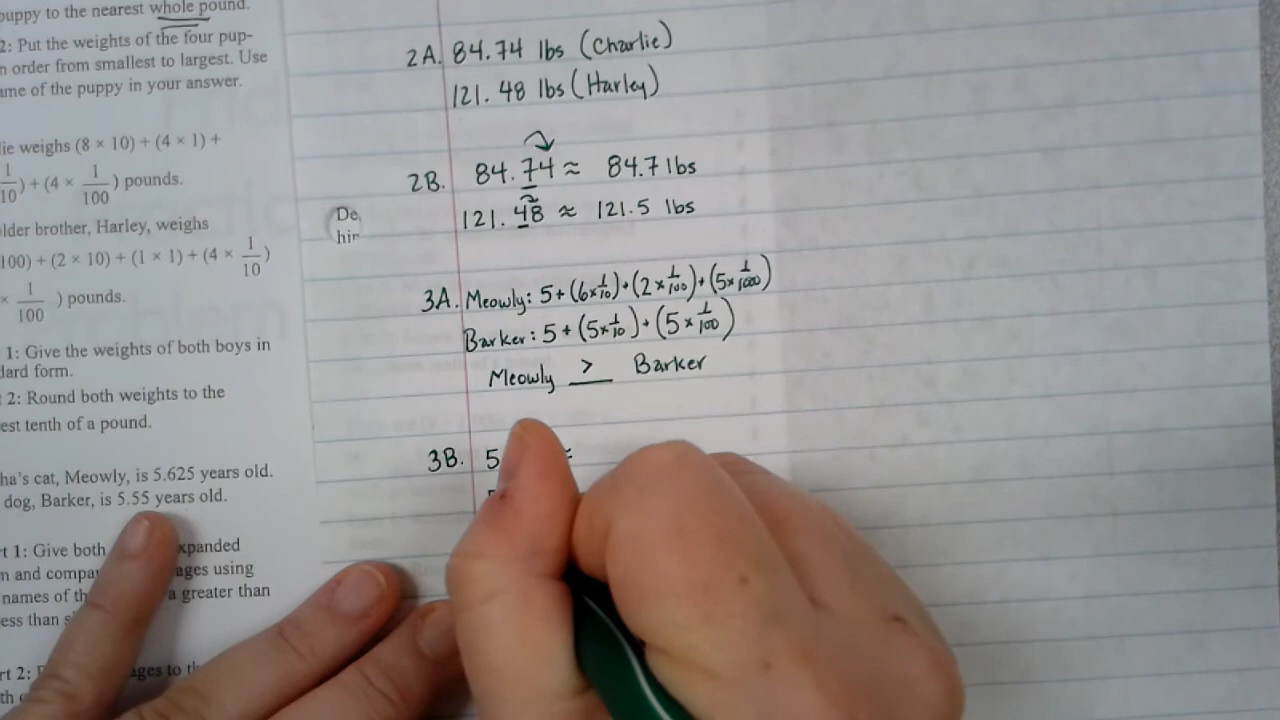 puppy to the nearest whole pound.
2: Put the weights of the four pup-
n order from smallest to largest. Use
ame of the puppy in your answer.
lie weighs (8 × 10) + (4 × 1) +
1/10) + (4 × 1/100) pounds.
lder brother, Harley, weighs
100) + (2 × 10) + (1 × 1) + (4 × 1/10)
× 1/100 ) pounds.
1: Give the weights of both boys in
lard form.
2: Round both weights to the
est tenth of a pound.
ha's cat, Meowly, is 5.625 years old.
dog, Barker, is 5.55 years old.
t 1: Give both xpanded
n and compa ages using
names of th a greater than
ess than s
rt 2: ages to th
th
De
hir
2A. 84.74 lbs (Charlie)
121.48 lbs (Harley)
2B. 84.74 ≈ 84.7 lbs
121.48 ≈ 121.5 lbs
3A. Meowly: 5 + (6 × 1/10) + (2 × 1/100) + (5 × 1/1000)
Barker: 5 + (5 × 1/10) + (5 × 1/100)
Meowly > Barker
3B. 5